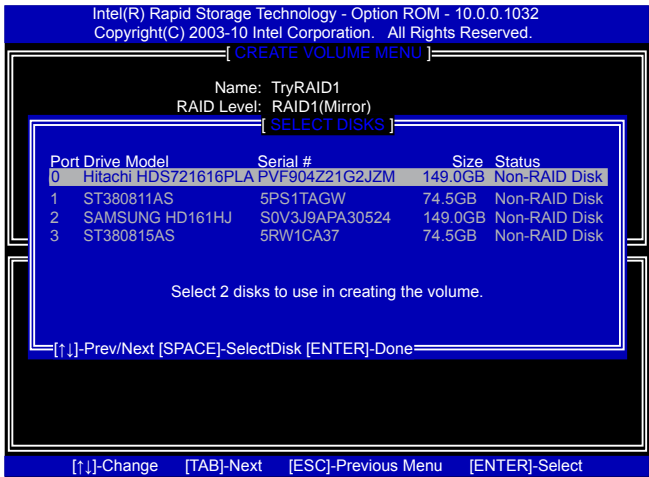 Intel(R) Rapid Storage Technology - Option ROM - 10.0.0.1032
Copyright(C) 2003-10 Intel Corporation. All Rights Reserved.
[ CREATE VOLUME MENU ]
Name: TryRAID1
RAID Level: RAID1(Mirror)
[ SELECT DISKS ]
Port Drive Model Serial # Size Status
0 Hitachi HDS721616PLA PVF904Z21G2JZM 149.0GB Non-RAID Disk
1 ST380811AS 5PS1TAGW 74.5GB Non-RAID Disk
2 SAMSUNG HD161HJ S0V3J9APA30524 149.0GB Non-RAID Disk
3 ST380815AS 5RW1CA37 74.5GB Non-RAID Disk
Select 2 disks to use in creating the volume.
[↑↓]-Prev/Next [SPACE]-SelectDisk [ENTER]-Done
[↑↓]-Change [TAB]-Next [ESC]-Previous Menu [ENTER]-Select